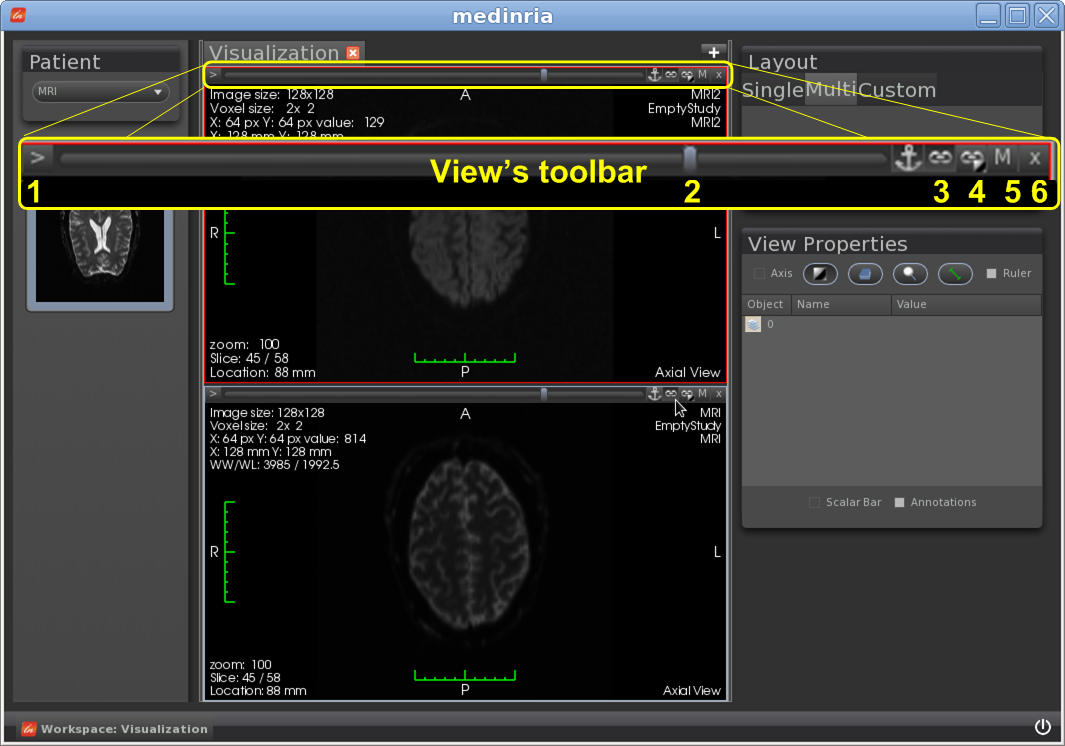 medinria
Patient
MRI
Visualization
+
> M x
Image size: 128x128
Voxel size: 2x 2
X: 64 px Y: 64 px value: 129
X: 128 mm Y: 128 mm
A
MRI2
EmptyStudy
MRI2
Layout
Single Multi Custom
> M x
View's toolbar
1 2 3 4 5 6
R
L
zoom: 100
Slice: 45 / 58
Location: 88 mm
P
Axial View
> M x
Image size: 128x128
Voxel size: 2x 2
X: 64 px Y: 64 px value: 814
X: 128 mm Y: 128 mm
WW/WL: 3985 / 1992.5
A
MRI
EmptyStudy
MRI
R
L
zoom: 100
Slice: 45 / 58
Location: 88 mm
P
Axial View
View Properties
Axis
Ruler
Object Name Value
0
Scalar Bar Annotations
Workspace: Visualization